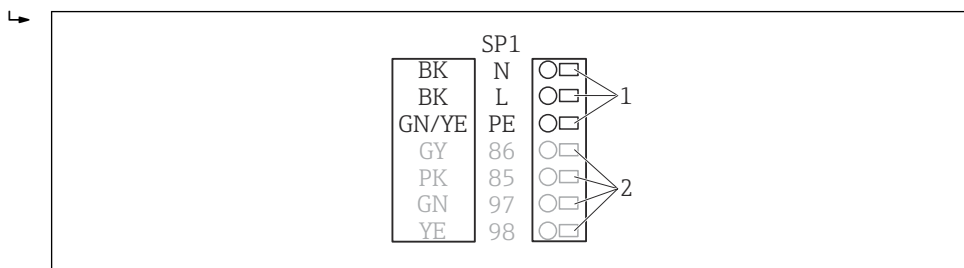 SP1
BK N
BK L 1
GN/YE PE
GY 86
PK 85 2
GN 97
YE 98